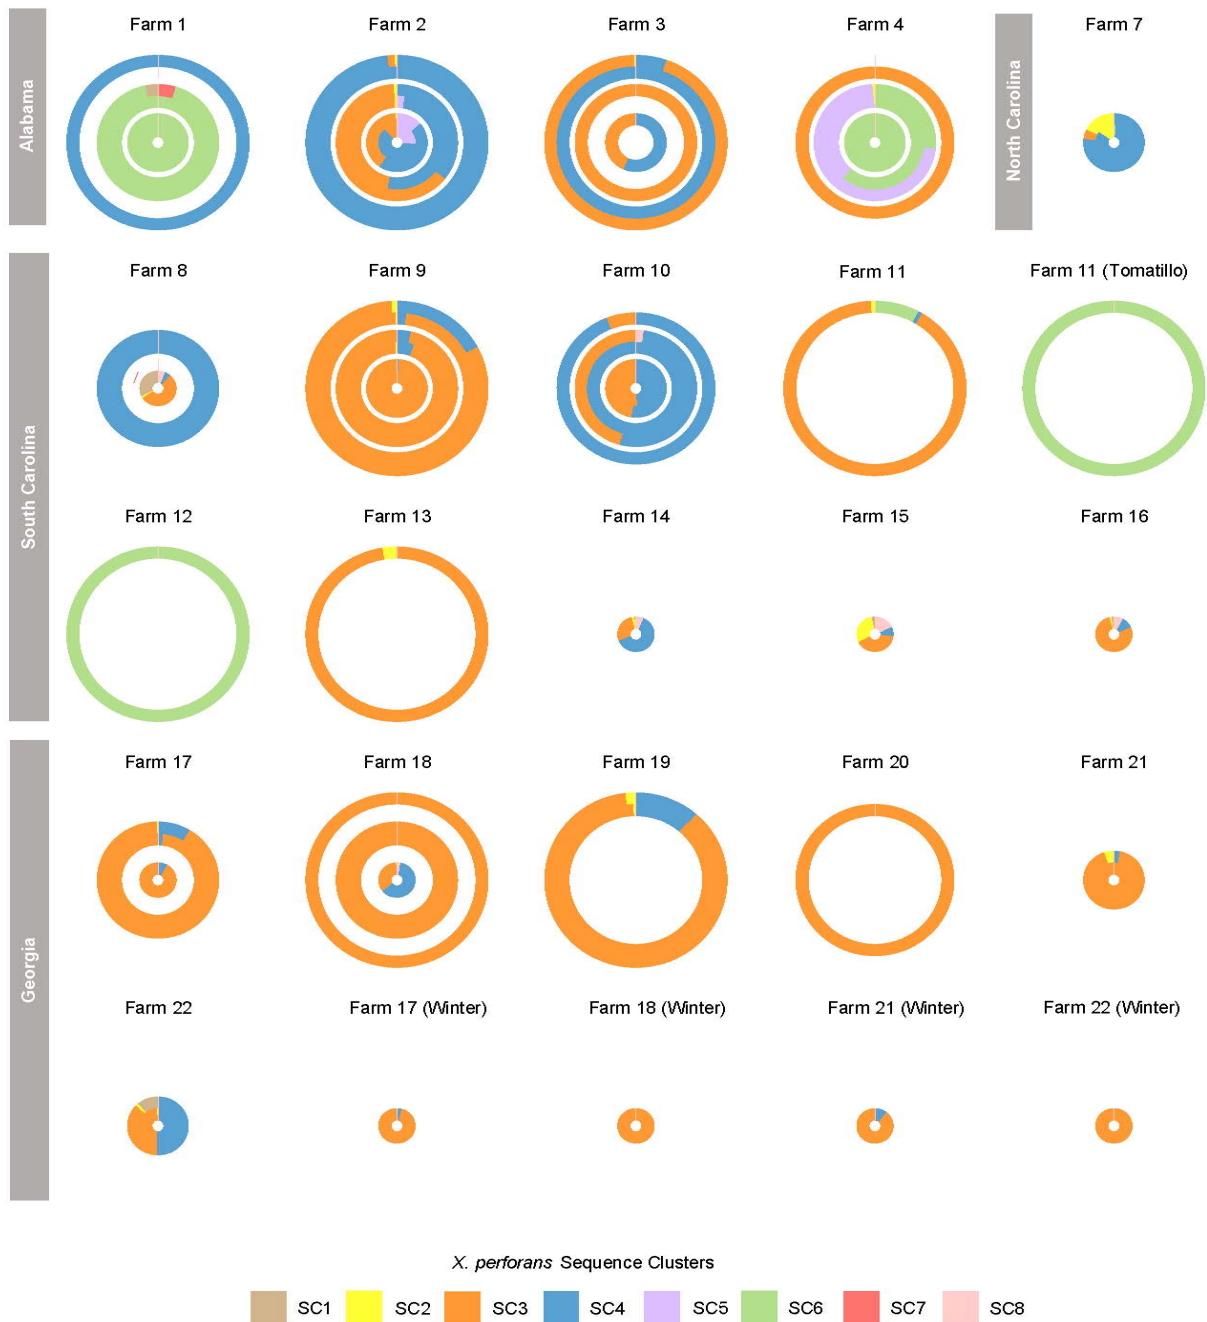 Alabama
Farm 1
Farm 2
Farm 3
Farm 4
North Carolina
Farm 7
South Carolina
Farm 8
Farm 9
Farm 10
Farm 11
Farm 11 (Tomatillo)
Farm 12
Farm 13
Farm 14
Farm 15
Farm 16
Georgia
Farm 17
Farm 18
Farm 19
Farm 20
Farm 21
Farm 22
Farm 17 (Winter)
Farm 18 (Winter)
Farm 21 (Winter)
Farm 22 (Winter)
X. perforans Sequence Clusters
SC1 SC2 SC3 SC4 SC5 SC6 SC7 SC8